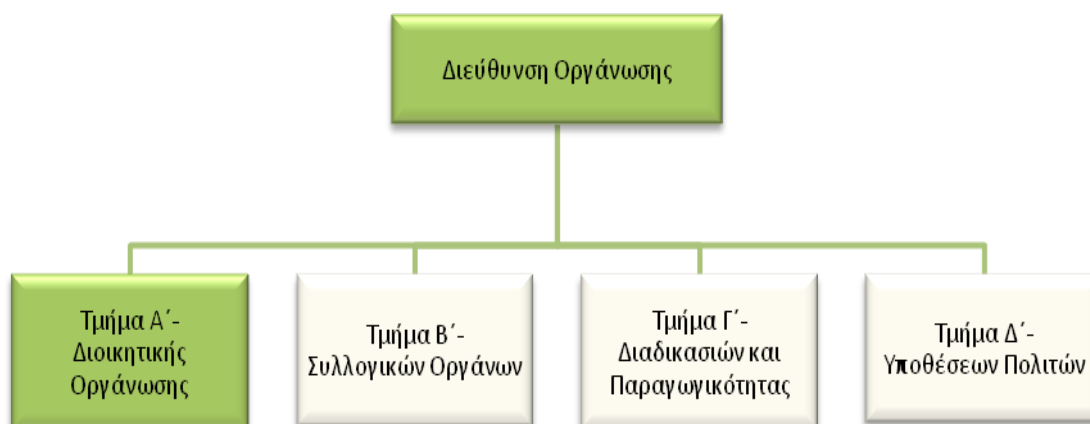 Διεύθυνση Οργάνωσης
Τμήμα Α΄-
Διοικητικής
Οργάνωσης
Τμήμα Β΄-
Συλλογικών Οργάνων
Τμήμα Γ΄-
Διαδικασιών και
Παραγωγικότητας
Τμήμα Δ΄-
Υποθέσεων Πολιτών